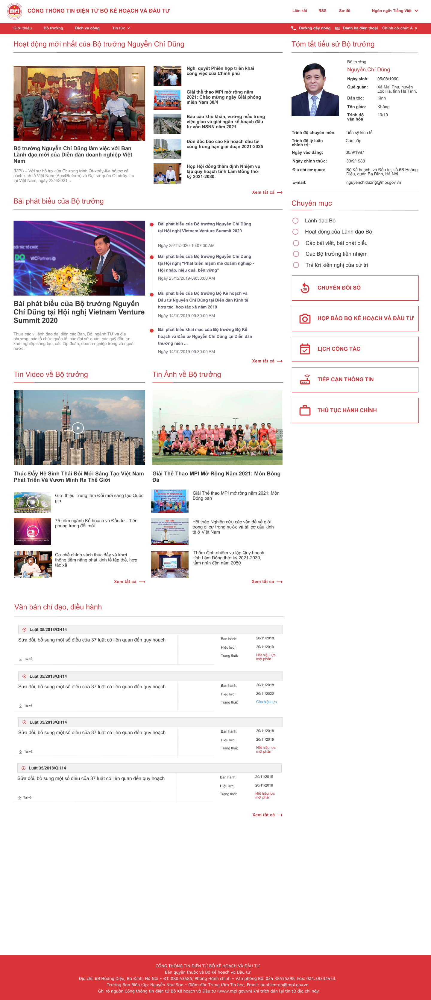 CỔNG THÔNG TIN ĐIỆN TỬ BỘ KẾ HOẠCH VÀ ĐẦU TƯ
Liên kết
RSS
Sơ đồ
Ngôn ngữ: Tiếng Việt
Giới thiệu
Bộ trưởng
Dich vụ công
Tin tức
Đường dây nóng
Danh bạ điện thoại
Chỉnh cỡ chữ: A a
Hoạt động mới nhất của Bộ trưởng Nguyễn Chí Dũng
Bộ trưởng Nguyễn Chí Dũng làm việc với Ban
Lãnh đạo mới của Diễn đàn doanh nghiệp Việt
Nam
(MPI) – Với sự hỗ trợ của Chương trình Ôt-xtrây-li-a hỗ trợ cải
cách kinh tế Việt Nam (Aus4Reform) và Đại sứ quán Ôt-xtrây-li-a
tại Việt Nam, ngày 22/4/2021,..
Nghị quyết Phiên họp triển khai
công việc của Chính phủ
Giải thể thao MPI mở rộng năm
2021: Chào mừng ngày Giải phóng
miền Nam 30/4
Báo cáo khó khăn, vướng mắc trong
việc giao và giải ngân kế hoạch đầu
tư vốn NSNN năm 2021
Đôn đốc báo cáo kế hoạch đầu tư
công trung hạn giai đoạn 2021-2025
Họp Hội đồng thẩm định Nhiệm vụ
lập quy hoạch tỉnh Lâm Đồng thời
kỳ 2021-2030.
Xem tất cả
Tóm tắt tiểu sử Bộ trưởng
Bộ trưởng
Nguyễn Chí Dũng
Ngày sinh: 05/08/1960
Quê quán: Xã Mai Phụ, huyện
Lộc Hà, tỉnh Hà Tĩnh.
Dân tộc: Kinh
Tôn giáo: Không
Trình độ 10/10
văn hóa
Trình độ chuyên môn: Tiến sỹ kinh tế
Trình độ lý luận Cao cấp
chính trị:
Ngày vào đảng: 30/9/1987
Ngày chính thức: 30/9/1988
Địa chỉ cơ quan: Bộ Kế hoạch và Đầu tư, số 6B Hoàng
Diệu, quận Ba Đình, Hà Nội
E-mail: nguyenchiduzng@mpi.gov.vn
Bài phát biểu của Bộ trưởng
ĐỐI TÁC TỔ CHỨC
VICPartners
Bài phát biểu của Bộ trưởng Nguyễn
Chí Dũng tại Hội nghị Vietnam Venture
Summit 2020
Thưa các vị lãnh đạo đại diện các Ban, Bộ, ngành TƯ và địa
phương, các tổ chức quốc tế, các đại sứ quán, các quỹ đầu tư
khởi nghiệp sáng tạo, các tập đoàn, doanh nghiệp trong và ngoài
nước.
Bài phát biểu của Bộ trưởng Nguyễn Chí Dũng
tại Hội nghị Vietnam Venture Summit 2020
Ngày 25/11/2020-10:07:00 AM
Bài phát biểu của Bộ trưởng Nguyễn Chí Dũng
tại Hội nghị “Phát triển mạnh mẽ doanh nghiệp -
Hội nhập, hiệu quả, bền vững”
Ngày 23/12/2019-09:50:00 AM
Bài phát biểu của Bộ trưởng Bộ Kế hoạch và
Đầu tư Nguyễn Chí Dũng tại Diễn đàn Kinh tế
hợp tác, hợp tác xã năm 2019
Ngày 14/10/2019-09:30:00 AM
Bài phát biểu khai mạc của Bộ trưởng Bộ Kế
hoạch và Đầu tư Nguyễn Chí Dũng tại Diễn đàn
thường niên ...
Ngày 14/10/2019-09:30:00 AM
Xem tất cả
Chuyên mục
Lãnh đạo Bộ
Hoạt động của Lãnh đạo Bộ
Các bài viết, bài phát biểu
Các Bộ trưởng tiền nhiệm
Trả lời kiến nghị của cử tri
30
CHUYỂN ĐỔI SỐ
HỌP BÁO BỘ KẾ HOẠCH VÀ ĐẦU TƯ
LỊCH CÔNG TÁC
TIẾP CẬN THÔNG TIN
THỦ TỤC HÀNH CHÍNH
Tin Video về Bộ trưởng
Thúc Đẩy Hệ Sinh Thái Đổi Mới Sáng Tạo Việt Nam
Phát Triển Và Vươn Mình Ra Thế Giới
Giới thiệu Trung tâm Đổi mới sáng tạo Quốc
gia
75 năm ngành Kế hoạch và Đầu tư - Tiên
phong trong đổi mới
Cơ chế chính sách thúc đẩy và khơi
thông tiềm năng phát kinh tế tập thể, hợp
tác xã
Xem tất cả
Tin Ảnh về Bộ trưởng
Giải Thể Thao MPI Mở Rộng Năm 2021: Môn Bóng
Đá
Giải Thể thao MPI mở rộng năm 2021: Môn
Bóng bàn
HỘI THẢO
Hội thảo Nghiên cứu các vấn đề về giới
trong di cư trong nước và tái cơ cấu kinh
tế ở Việt Nam
Thẩm định nhiệm vụ lập Quy hoạch
tỉnh Lâm Đồng thời kỳ 2021-2030,
tầm nhìn đến năm 2050
Xem tất cả
Văn bản chỉ đạo, điều hành
Luật 35/2018/QH14
Sửa đổi, bổ sung một số điều của 37 luật có liên quan đến quy hoạch
Tải về
Ban hành: 20/11/2018
Hiệu lực: 20/11/2019
Trạng thái: Hết hiệu lực
một phần
Luật 35/2018/QH14
Sửa đổi, bổ sung một số điều của 37 luật có liên quan đến quy hoạch
Tải về
Ban hành: 20/11/2018
Hiệu lực: 20/11/2022
Trạng thái: Còn hiệu lực
Luật 35/2018/QH14
Sửa đổi, bổ sung một số điều của 37 luật có liên quan đến quy hoạch
Tải về
Ban hành: 20/11/2018
Hiệu lực: 20/11/2019
Trạng thái: Hết hiệu lực
một phần
Luật 35/2018/QH14
Sửa đổi, bổ sung một số điều của 37 luật có liên quan đến quy hoạch
Tải về
Ban hành: 20/11/2018
Hiệu lực: 20/11/2019
Trạng thái: Hết hiệu lực
một phần
Xem tất cả
CỔNG THÔNG TIN ĐIỆN TỬ BỘ KẾ HOẠCH VÀ ĐẦU TƯ
Bản quyền thuộc về Bộ Kế hoạch và Đầu tư
Địa chỉ: 6B Hoàng Diệu, Ba Đình, Hà Nội - ĐT: 080.43485; Phòng Hành chính - Văn phòng Bộ: 024.38455298; Fax: 024.38234453.
Trưởng Ban Biên tập: Nguyễn Như Sơn – Giám đốc Trung tâm Tin học; Email: banbientap@mpi.gov.vn
Ghi rõ nguồn Cổng thông tin điện tử Bộ Kế hoạch và Đầu tư (www.mpi.gov.vn) khi trích dẫn lại tin từ địa chỉ này.